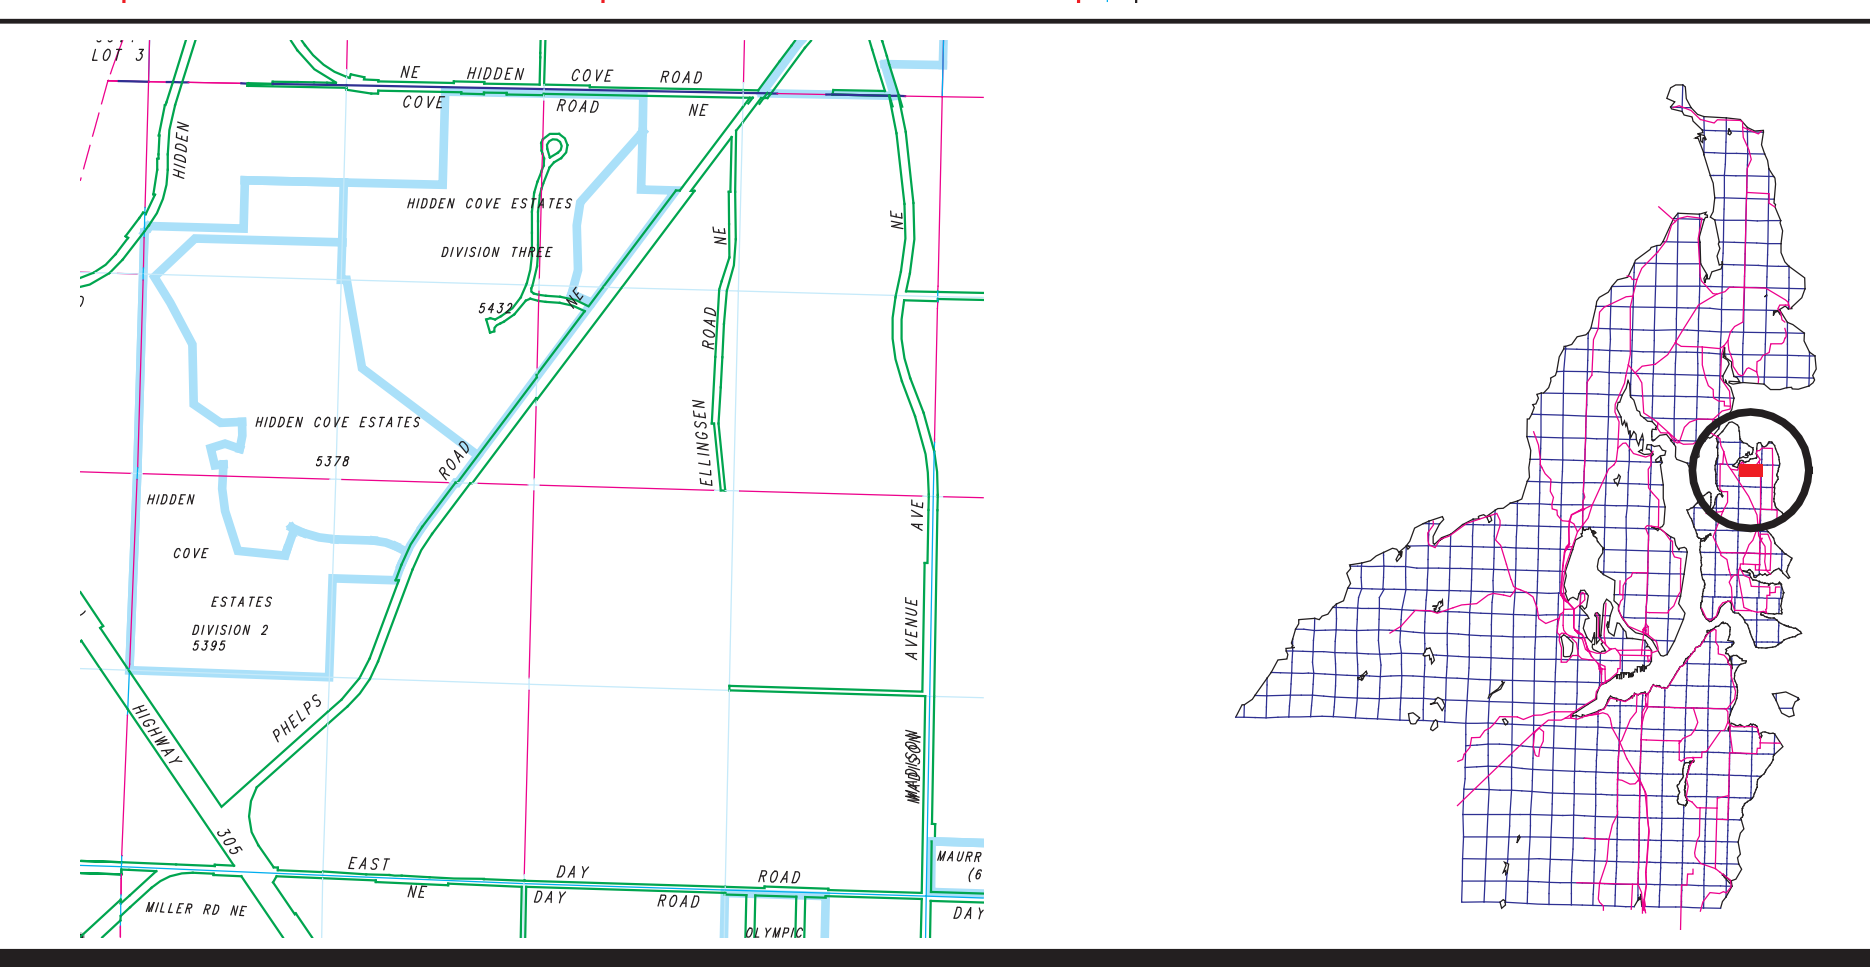 LOT 3
NE HIDDEN COVE ROAD
COVE ROAD NE
HIDDEN
HIDDEN COVE ESTATES
DIVISION THREE
5432
NE
NE
NE
ROAD
ELLINGSEN
HIDDEN COVE ESTATES
5378
ROAD
HIDDEN
COVE
ESTATES
DIVISION 2
5395
AVE
AVENUE
MADISON
PHELPS
HIGHWAY
305
EAST DAY ROAD
NE DAY ROAD
MAURR
(6
DAY
MILLER RD NE
OLYMPIC